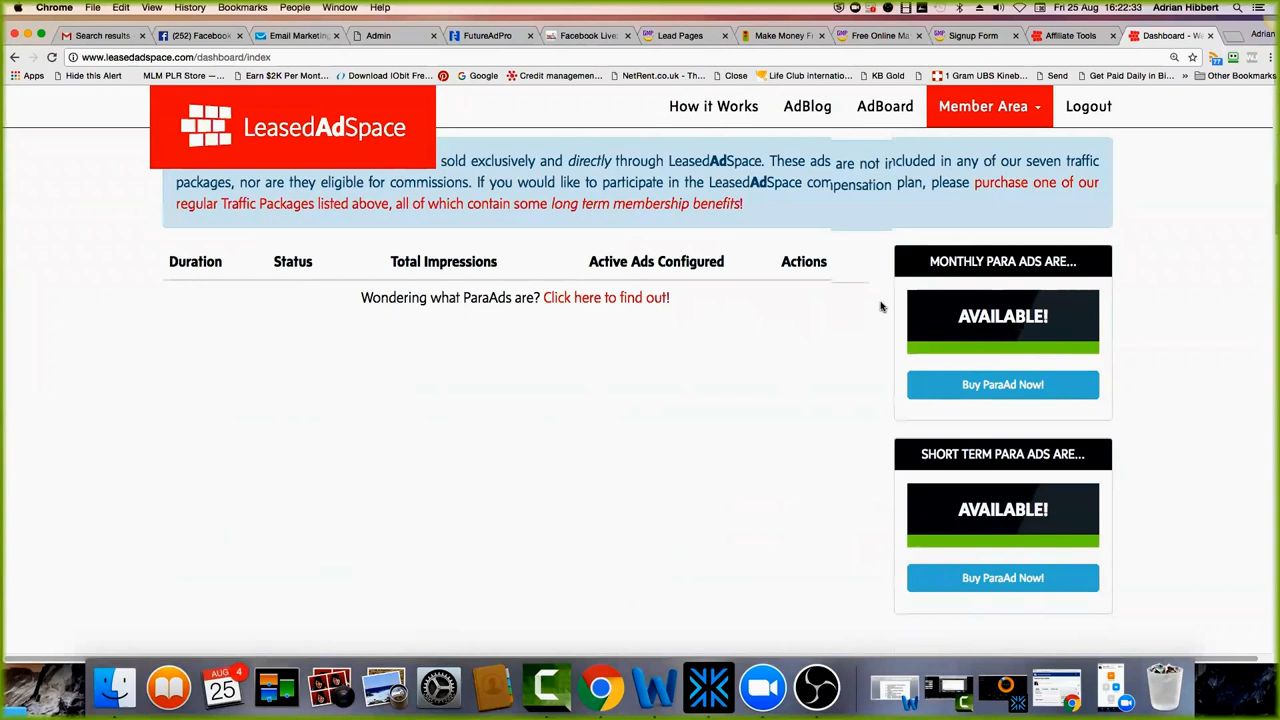 Chrome File Edit View History Bookmarks People Window Help Fri 25 Aug 16:22:33 Adrian Hibbert
Search results (252) Facebook Email Marketing Admin FutureAdPro Facebook Live Lead Pages Make Money F Free Online Ma Signup Form Affiliate Tools Dashboard - W Adrian
www.leasedadspace.com/dashboard/index
Apps Hide this Alert MLM PLR Store — Earn $2K Per Mont Download IObit Fre Google Credit managemen NetRent.co.uk - Th Close Life Club internatio KB Gold 1 Gram UBS Kineb Send Get Paid Daily in Bi » Other Bookmarks
LeasedAdSpace
How it Works AdBlog AdBoard Member Area Logout
sold exclusively and directly through LeasedAdSpace. These ads are not included in any of our seven traffic
packages, nor are they eligible for commissions. If you would like to participate in the LeasedAdSpace compensation plan, please purchase one of our
regular Traffic Packages listed above, all of which contain some long term membership benefits!
Duration Status Total Impressions Active Ads Configured Actions
Wondering what ParaAds are? Click here to find out!
MONTHLY PARA ADS ARE...
AVAILABLE!
Buy ParaAd Now!
SHORT TERM PARA ADS ARE...
AVAILABLE!
Buy ParaAd Now!
AUG 4
25